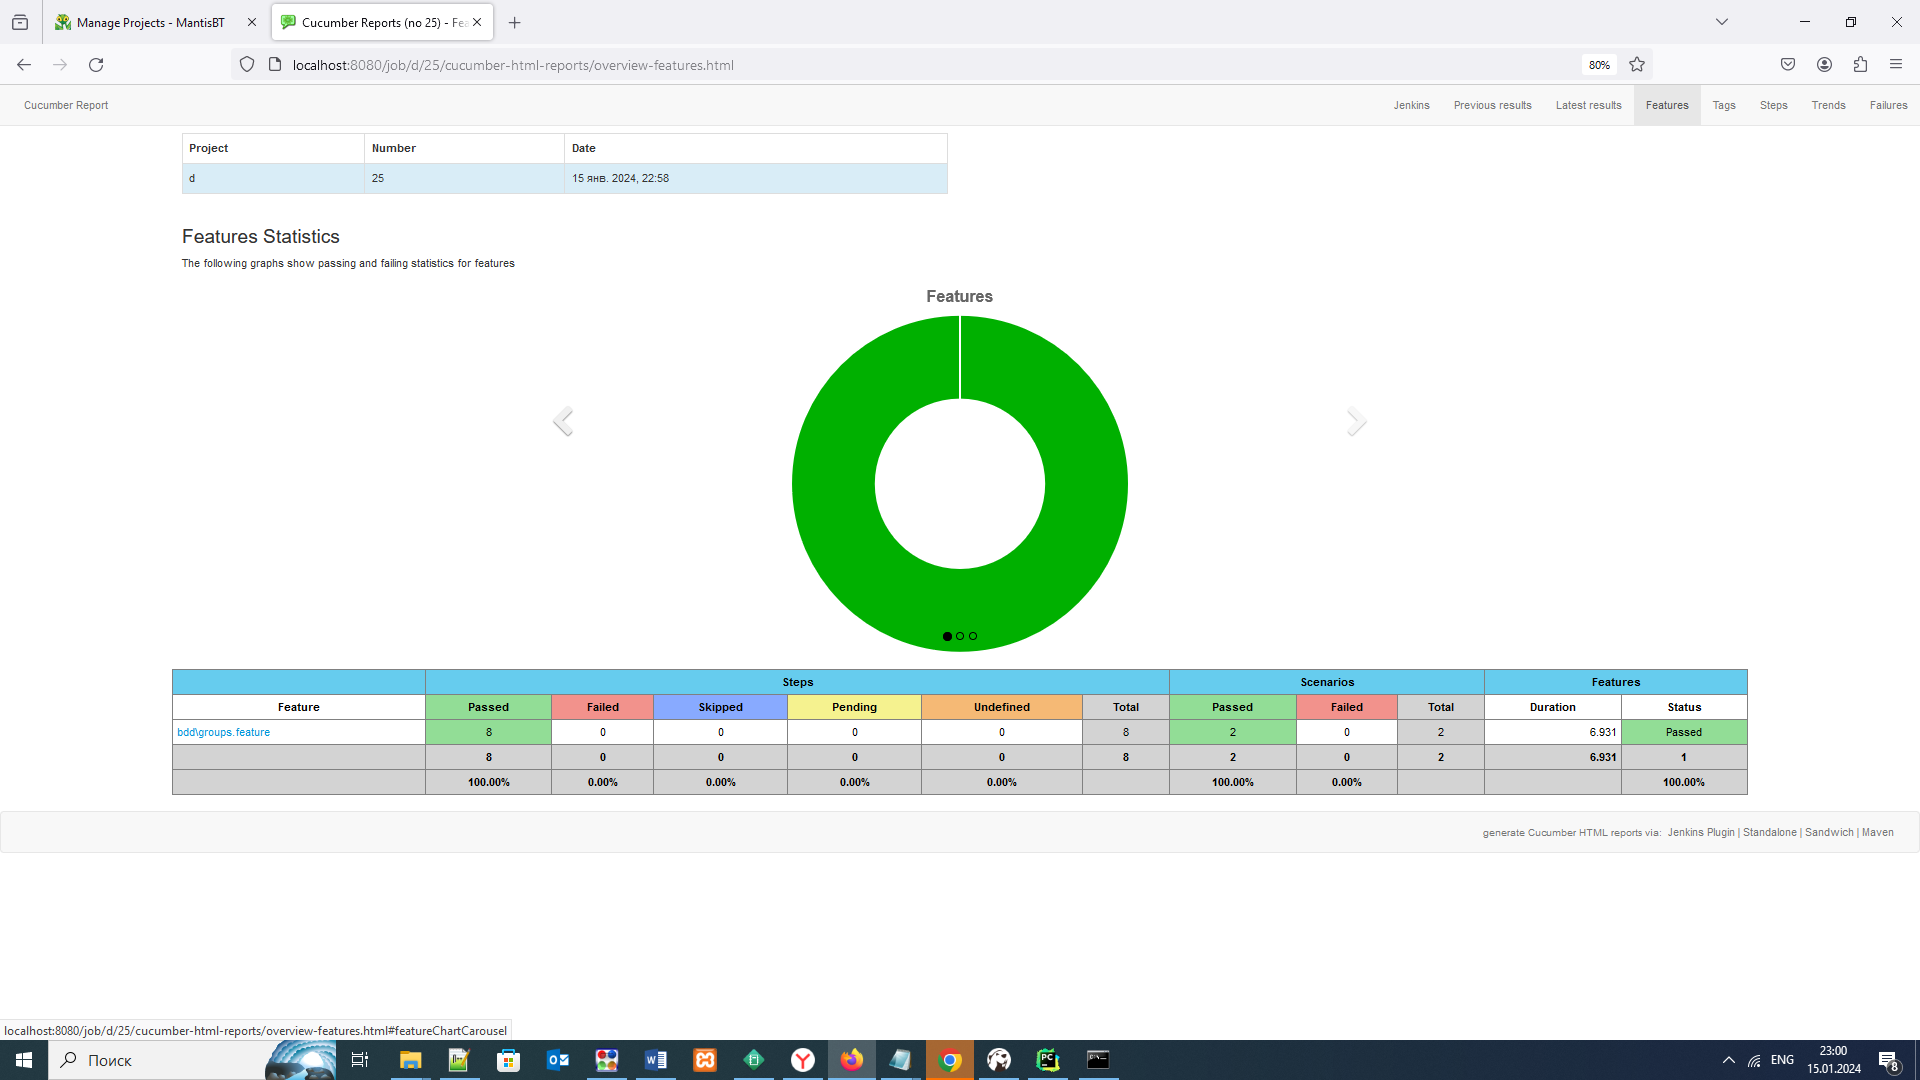 Manage Projects - MantisBT
Cucumber Reports (no 25) - Fea
localhost:8080/job/d/25/cucumber-html-reports/overview-features.html
80%
Cucumber Report
Jenkins Previous results Latest results Features Tags Steps Trends Failures
Project Number Date
d 25 15 янв. 2024, 22:58
Features Statistics
The following graphs show passing and failing statistics for features
Features
Steps Scenarios Features
Feature Passed Failed Skipped Pending Undefined Total Passed Failed Total Duration Status
bdd\groups.feature 8 0 0 0 0 8 2 0 2 6.931 Passed
8 0 0 0 0 8 2 0 2 6.931 1
100.00% 0.00% 0.00% 0.00% 0.00% 100.00% 0.00% 100.00%
generate Cucumber HTML reports via: Jenkins Plugin | Standalone | Sandwich | Maven
localhost:8080/job/d/25/cucumber-html-reports/overview-features.html#featureChartCarousel
Поиск
ENG
23:00
15.01.2024
8